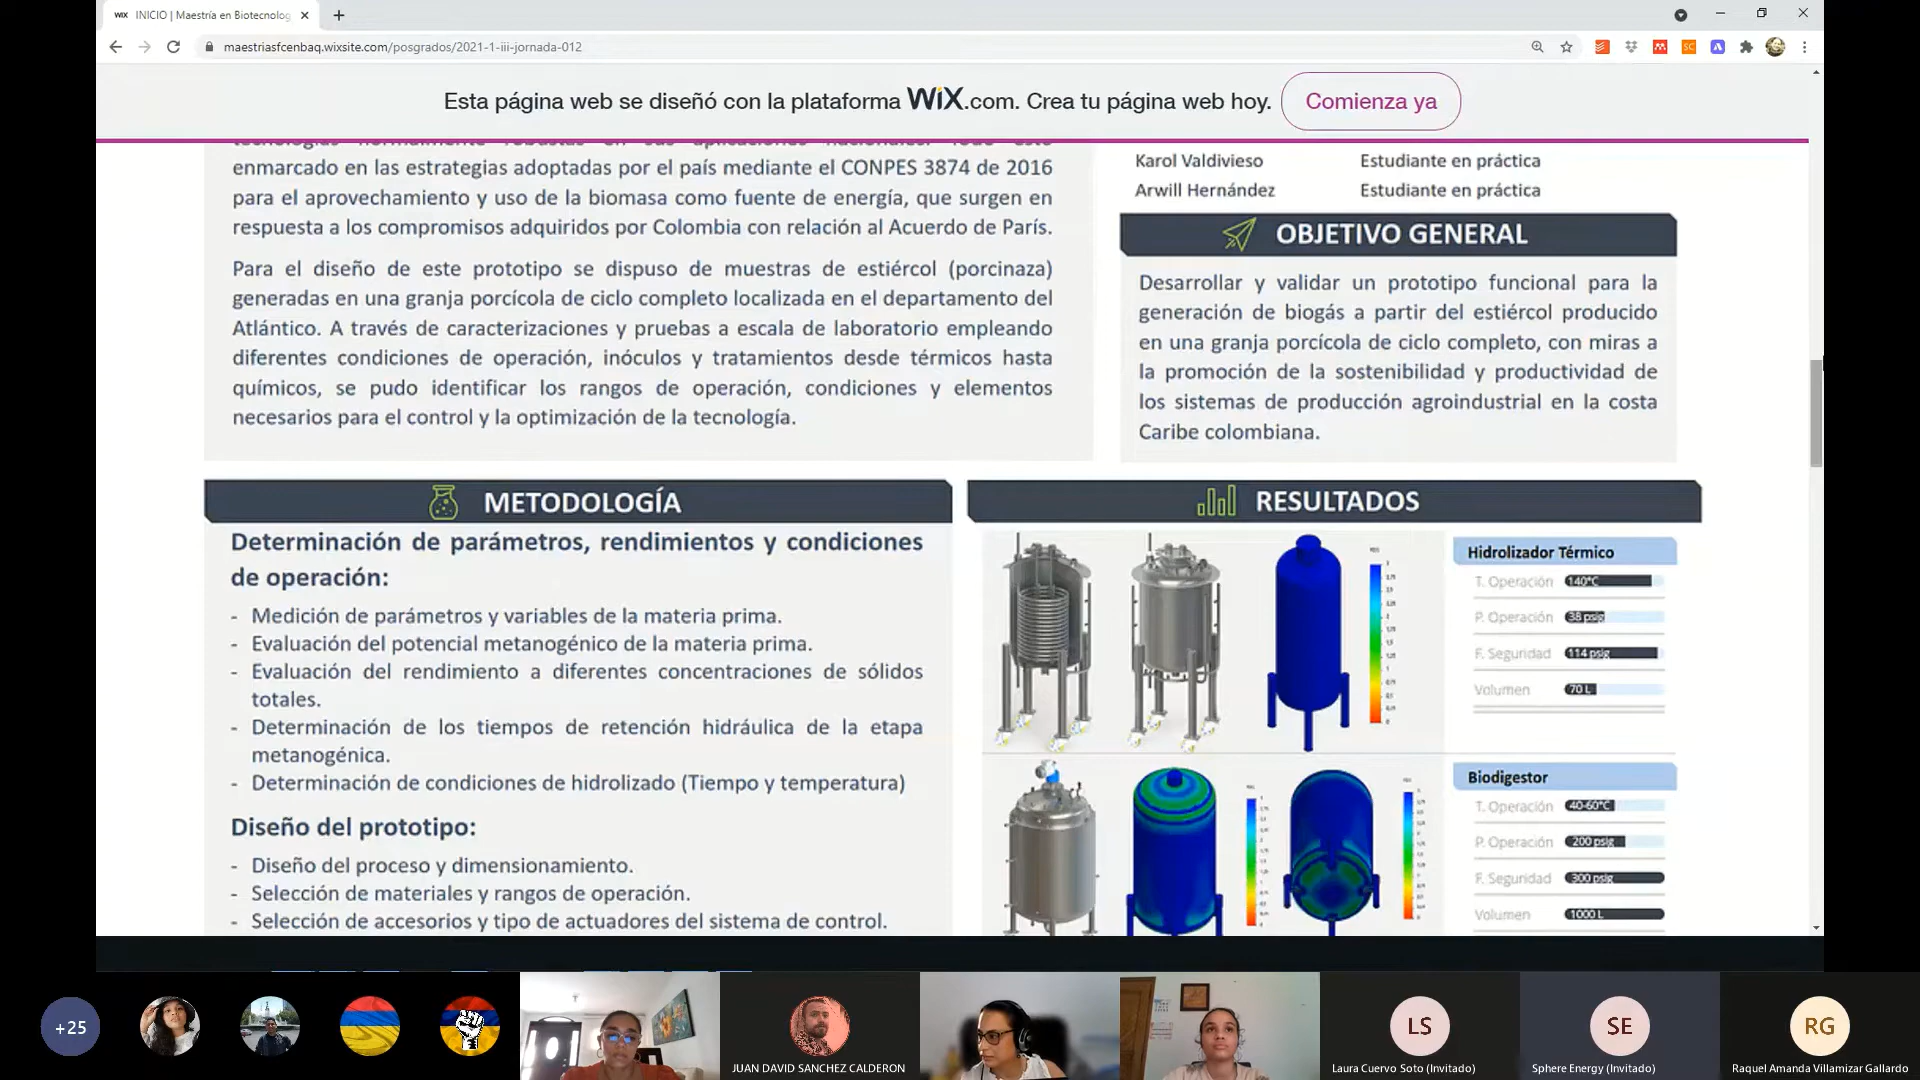 WiX INICIO | Maestría en Biotecnolog
maestriasfcenbaq.wixsite.com/posgrados/2021-1-iii-jornada-012
Esta página web se diseñó con la plataforma WiX.com. Crea tu página web hoy.
Comienza ya
enmarcado en las estrategias adoptadas por el país mediante el CONPES 3874 de 2016
para el aprovechamiento y uso de la biomasa como fuente de energía, que surgen en
respuesta a los compromisos adquiridos por Colombia con relación al Acuerdo de París.
Para el diseño de este prototipo se dispuso de muestras de estiércol (porcinaza)
generadas en una granja porcícola de ciclo completo localizada en el departamento del
Atlántico. A través de caracterizaciones y pruebas a escala de laboratorio empleando
diferentes condiciones de operación, inóculos y tratamientos desde térmicos hasta
químicos, se pudo identificar los rangos de operación, condiciones y elementos
necesarios para el control y la optimización de la tecnología.
Karol Valdivieso Estudiante en práctica
Arwill Hernández Estudiante en práctica
OBJETIVO GENERAL
Desarrollar y validar un prototipo funcional para la
generación de biogás a partir del estiércol producido
en una granja porcícola de ciclo completo, con miras a
la promoción de la sostenibilidad y productividad de
los sistemas de producción agroindustrial en la costa
Caribe colombiana.
METODOLOGÍA
Determinación de parámetros, rendimientos y condiciones
de operación:
- Medición de parámetros y variables de la materia prima.
- Evaluación del potencial metanogénico de la materia prima.
- Evaluación del rendimiento a diferentes concentraciones de sólidos
totales.
- Determinación de los tiempos de retención hidráulica de la etapa
metanogénica.
- Determinación de condiciones de hidrolizado (Tiempo y temperatura)
Diseño del prototipo:
- Diseño del proceso y dimensionamiento.
- Selección de materiales y rangos de operación.
- Selección de accesorios y tipo de actuadores del sistema de control.
RESULTADOS
Hidrolizador Térmico
T. Operación 140°C
P. Operación 38 psig
F. Seguridad 114 psig
Volumen 70 L
Biodigestor
T. Operación 40-60°C
P. Operación 200 psig
F. Seguridad 300 psig
Volumen 1000 L
+25
JUAN DAVID SANCHEZ CALDERON
LS
Laura Cuervo Soto (Invitado)
SE
Sphere Energy (Invitado)
RG
Raquel Amanda Villamizar Gallardo